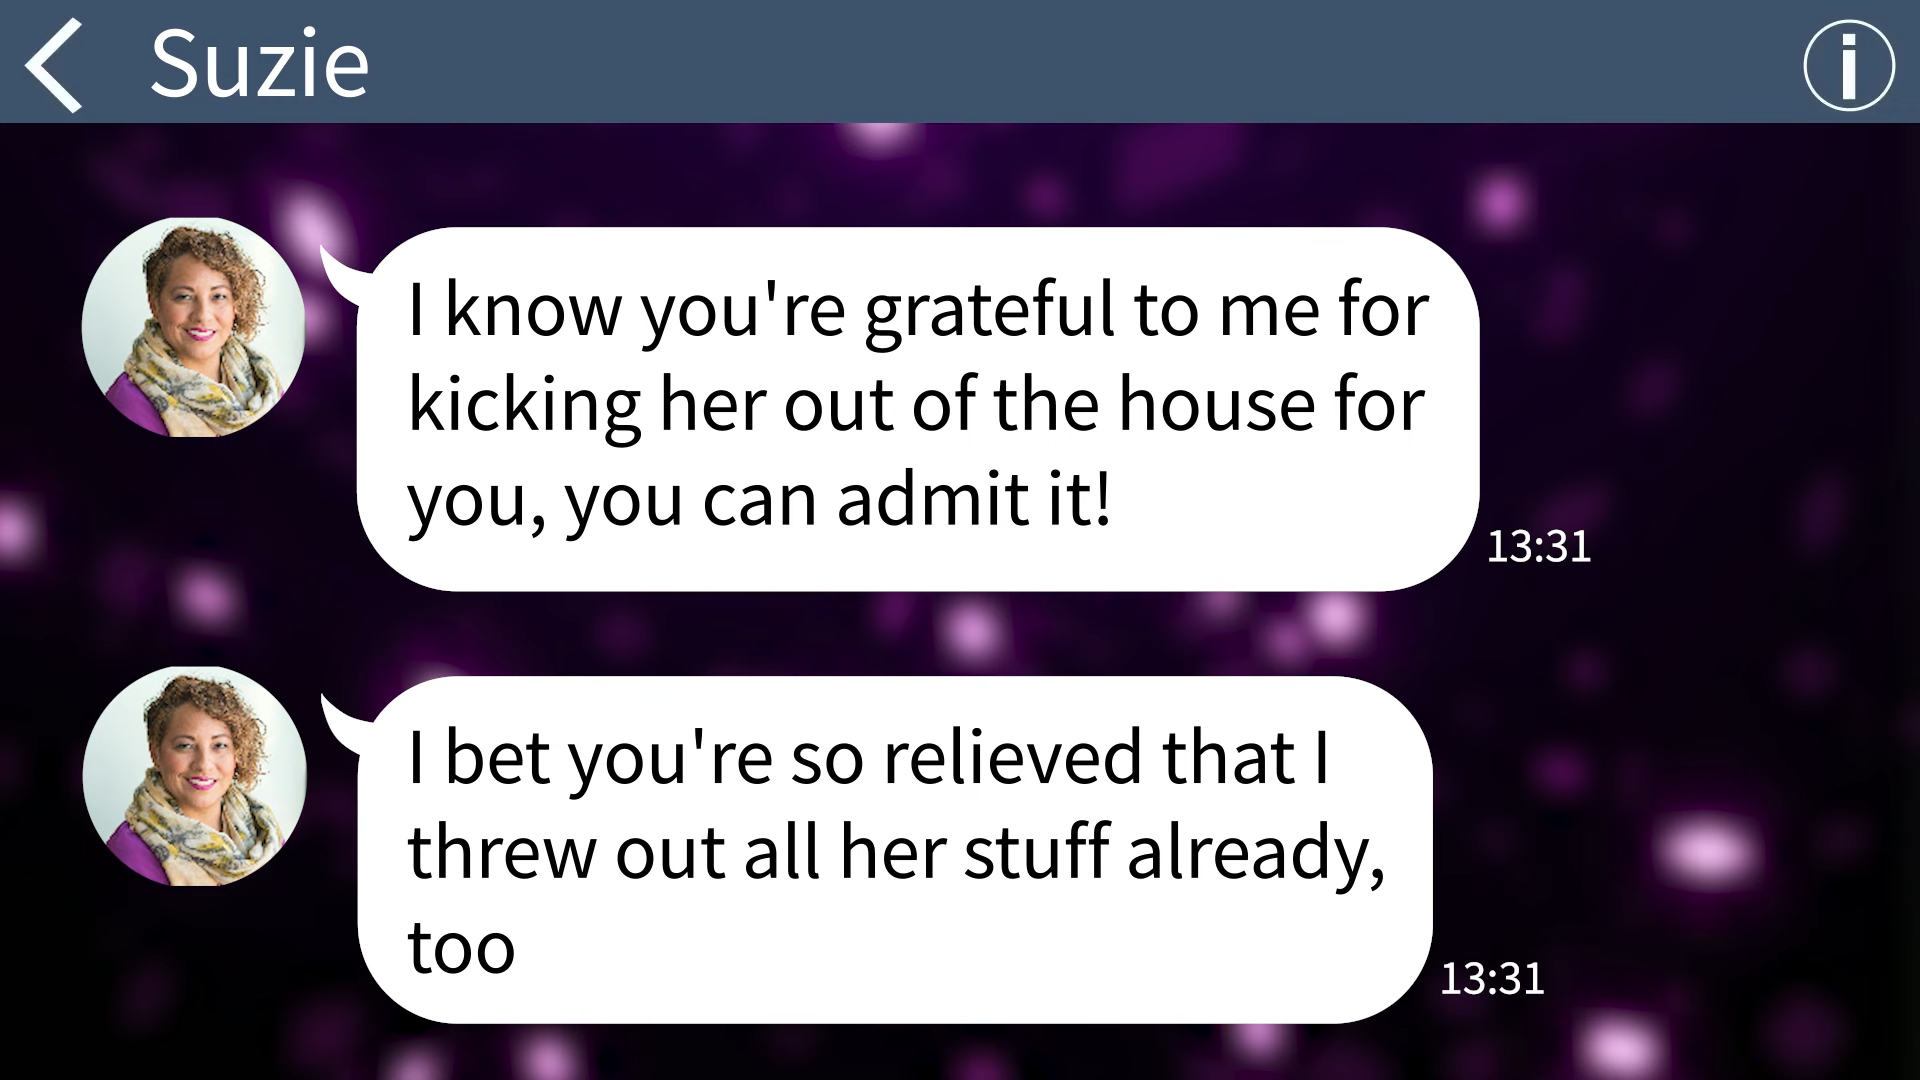 Suzie
I know you're grateful to me for
kicking her out of the house for
you, you can admit it!
13:31
I bet you're so relieved that I
threw out all her stuff already,
too
13:31